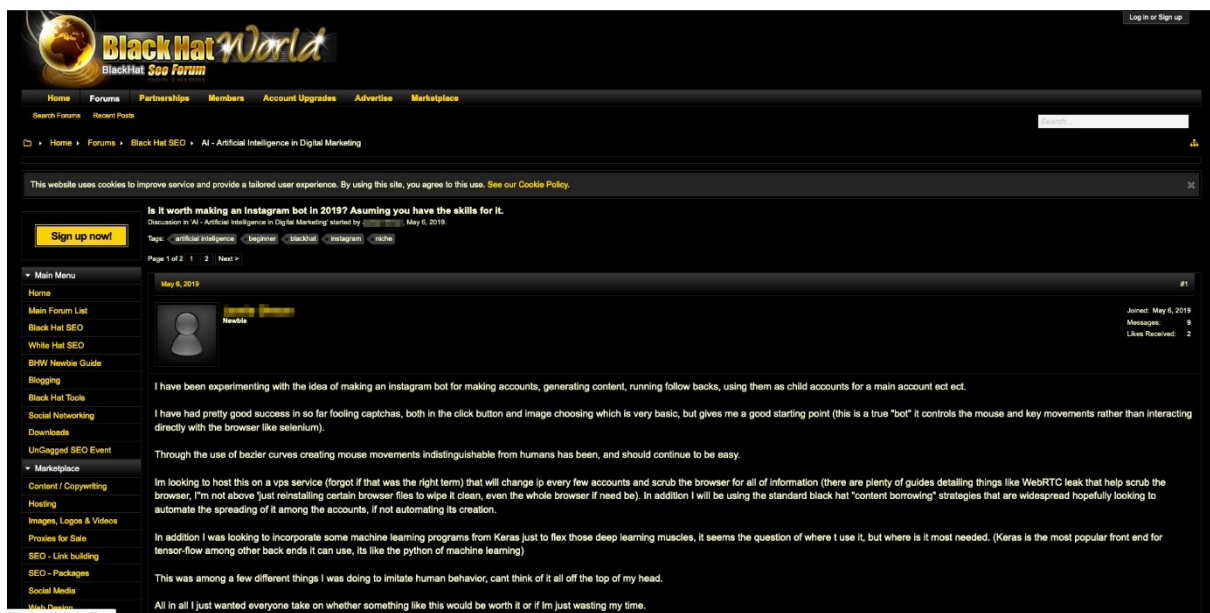 Log in or Sign up
BlackHat World
BlackHat Seo Forum
Home Forums Partnerships Members Account Upgrades Advertise Marketplace
Search Forums Recent Posts
Search...
Home Forums Black Hat SEO AI - Artificial Intelligence in Digital Marketing
This website uses cookies to improve service and provide a tailored user experience. By using this site, you agree to this use. See our Cookie Policy.
Sign up now!
Is it worth making an Instagram bot in 2019? Asuming you have the skills for it.
Discussion in 'AI - Artificial Intelligence in Digital Marketing' started by , May 6, 2019.
Tags: artificial inteligence beginner blackhat instagram niche
Page 1 of 2 1 2 Next >
Main Menu
Home
Main Forum List
Black Hat SEO
White Hat SEO
BHW Newbie Guide
Blogging
Black Hat Tools
Social Networking
Downloads
UnGagged SEO Event
Marketplace
Content / Copywriting
Hosting
Images, Logos & Videos
Proxies for Sale
SEO - Link building
SEO - Packages
Social Media
Web Design
May 6, 2019 #1
Newbie
Joined: May 6, 2019
Messages: 9
Likes Received: 2
I have been experimenting with the idea of making an instagram bot for making accounts, generating content, running follow backs, using them as child accounts for a main account ect ect.
I have had pretty good success in so far fooling captchas, both in the click button and image choosing which is very basic, but gives me a good starting point (this is a true "bot" it controls the mouse and key movements rather than interacting
directly with the browser like selenium).
Through the use of bezier curves creating mouse movements indistinguishable from humans has been, and should continue to be easy.
Im looking to host this on a vps service (forgot if that was the right term) that will change ip every few accounts and scrub the browser for all of information (there are plenty of guides detailing things like WebRTC leak that help scrub the
browser, I"m not above 'just reinstalling certain browser files to wipe it clean, even the whole browser if need be). In addition I will be using the standard black hat "content borrowing" strategies that are widespread hopefully looking to
automate the spreading of it among the accounts, if not automating its creation.
In addition I was looking to incorporate some machine learning programs from Keras just to flex those deep learning muscles, it seems the question of where t use it, but where is it most needed. (Keras is the most popular front end for
tensor-flow among other back ends it can use, its like the python of machine learning)
This was among a few different things I was doing to imitate human behavior, cant think of it all off the top of my head.
All in all I just wanted everyone take on whether something like this would be worth it or if Im just wasting my time.